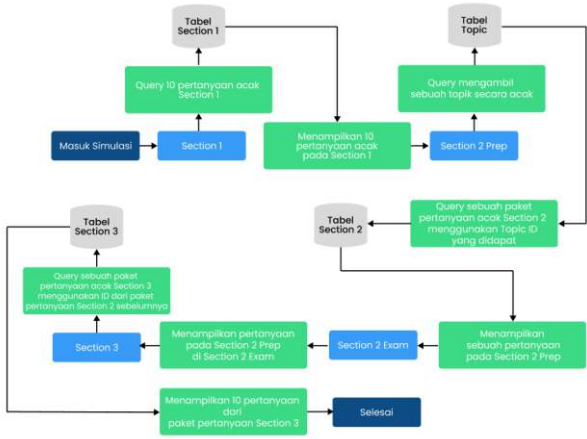 Tabel
Section 1
Tabel
Topic
Query 10 pertanyaan acak
Section 1
Query mengambil
sebuah topik secara acak
Masuk Simulasi
Section 1
Menampilkan 10
pertanyaan acak
pada Section 1
Section 2 Prep
Tabel
Section 3
Tabel
Section 2
Query sebuah paket
pertanyaan acak Section 2
menggunakan Topic ID
yang didapat
Query sebuah paket
pertanyaan acak Section 3
menggunakan ID dari paket
pertanyaan Section 2 sebelumnya
Section 3
Menampilkan pertanyaan
pada Section 2 Prep
di Section 2 Exam
Section 2 Exam
Menampilkan
sebuah pertanyaan
pada Section 2 Prep
Menampilkan 10 pertanyaan
dari
paket pertanyaan Section 3
Selesai